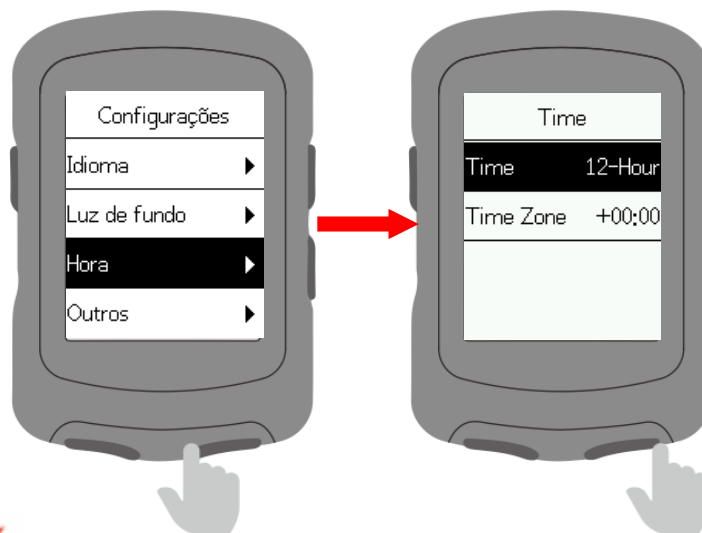 Configurações
Idioma
Luz de fundo
Hora
Outros
Time
Time 12-Hour
Time Zone +00:00